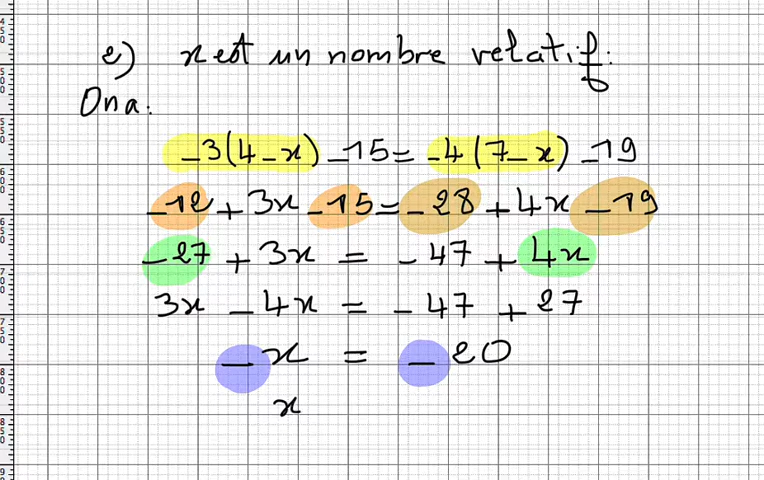 e) x est un nombre relatif:
On a:
-3(4-x)-15=-4(7-x)-19
-12+3x-15=-28+4x-19
-27+3x=-47+4x
3x-4x=-47+27
-x=-20
x